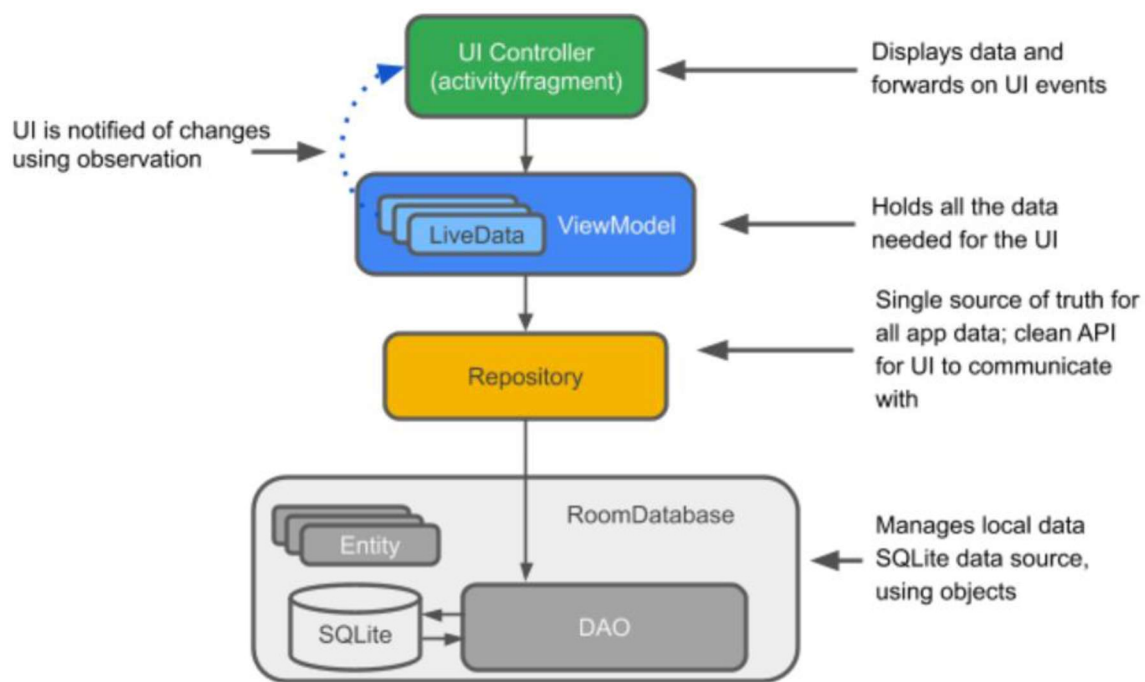 UI Controller
(activity/fragment)
Displays data and
forwards on UI events
UI is notified of changes
using observation
LiveData
ViewModel
Holds all the data
needed for the UI
Single source of truth for
all app data; clean API
for UI to communicate
with
Repository
RoomDatabase
Entity
Manages local data
SQLite data source,
using objects
SQLite
DAO